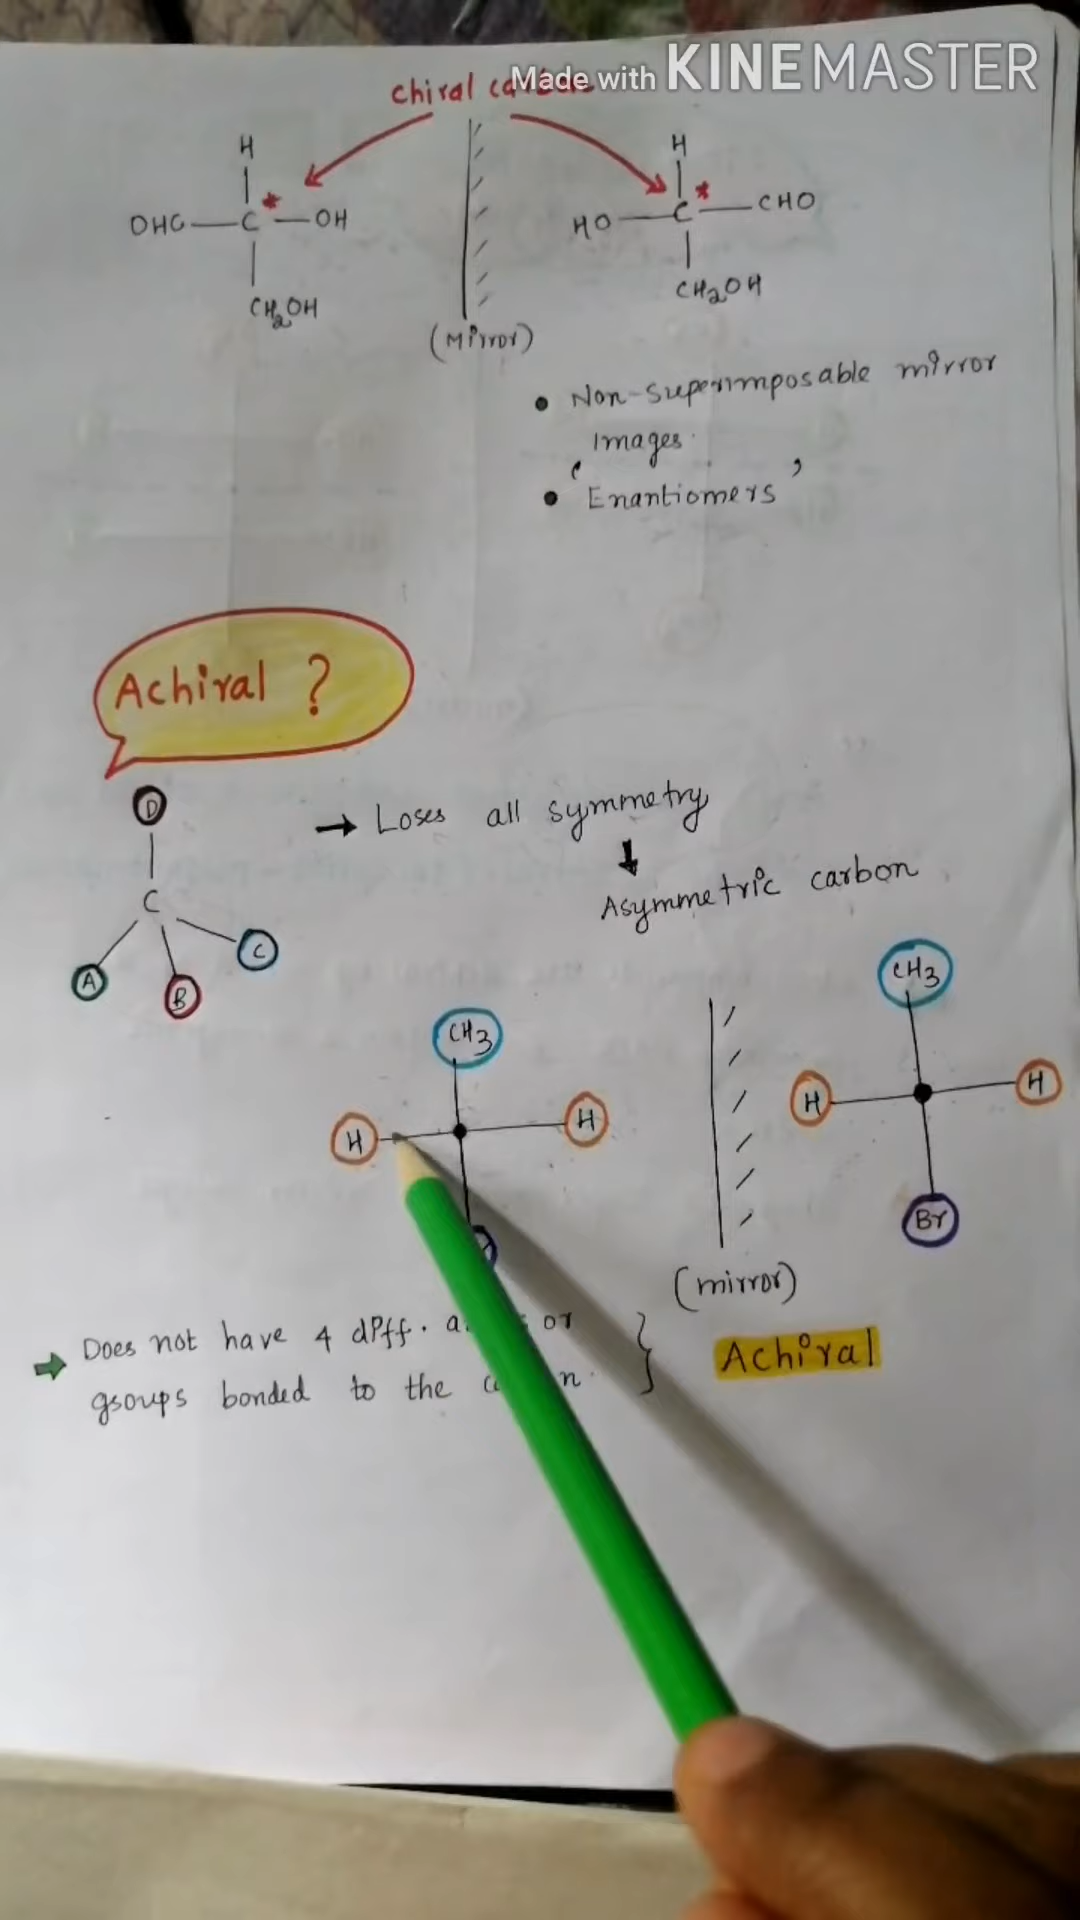 Made with KINEMASTER
chiral
H
OHC — C* — OH
CH2OH
(Mirror)
H
HO — C* — CHO
CH2OH
• Non-superimposable mirror
Images
• 'Enantiomers'
Achiral ?
D
C
A B C
→ Loses all symmetry
↓
Asymmetric carbon
CH3
H H
(mirror)
CH3
H H
Br
→ Does not have 4 diff. or
gsoups bonded to the
} Achiral